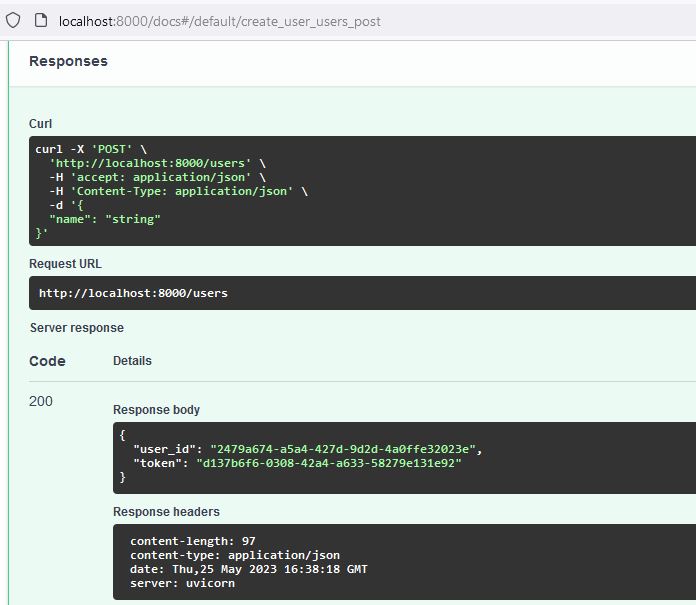 localhost:8000/docs#/default/create_user_users_post
Responses
Curl
curl -X 'POST' \
  'http://localhost:8000/users' \
  -H 'accept: application/json' \
  -H 'Content-Type: application/json' \
  -d '{
  "name": "string"
}'
Request URL
http://localhost:8000/users
Server response
Code Details
200
Response body
{
  "user_id": "2479a674-a5a4-427d-9d2d-4a0ffe32023e",
  "token": "d137b6f6-0308-42a4-a633-58279e131e92"
}
Response headers
content-length: 97
content-type: application/json
date: Thu,25 May 2023 16:38:18 GMT
server: uvicorn